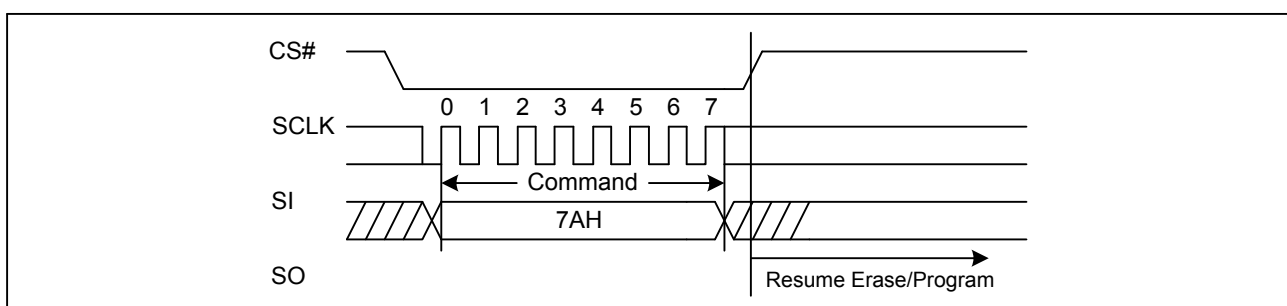 CS#
0 1 2 3 4 5 6 7
SCLK
Command
SI
7AH
SO
Resume Erase/Program